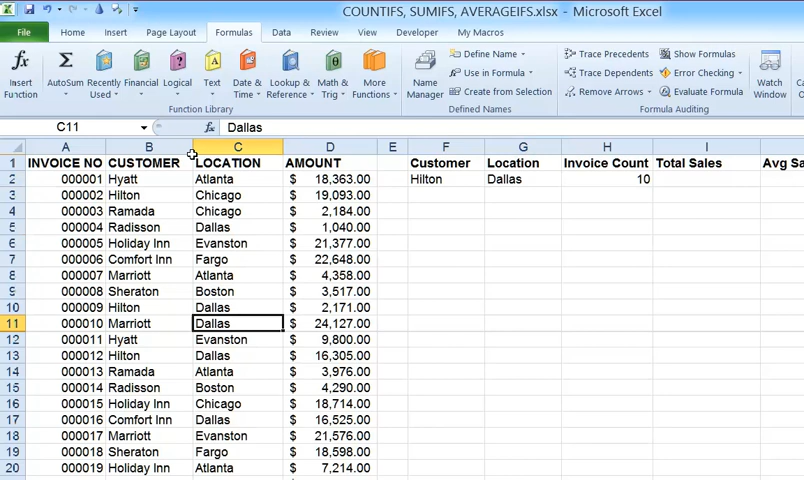 COUNTIFS, SUMIFS, AVERAGEIFS.xlsx - Microsoft Excel
File Home Insert Page Layout Formulas Data Review View Developer My Macros
Insert Function
AutoSum
Recently Used
Financial
Logical
Text
Date & Time
Lookup & Reference
Math & Trig
More Functions
Function Library
Name Manager
Define Name
Use in Formula
Create from Selection
Defined Names
Trace Precedents
Trace Dependents
Remove Arrows
Show Formulas
Error Checking
Evaluate Formula
Formula Auditing
Watch Window
C11 fx Dallas
A B C D E F G H I
1 INVOICE NO CUSTOMER LOCATION AMOUNT Customer Location Invoice Count Total Sales Avg Sa
2 000001 Hyatt Atlanta $ 18,363.00 Hilton Dallas 10
3 000002 Hilton Chicago $ 19,093.00
4 000003 Ramada Chicago $ 2,184.00
5 000004 Radisson Dallas $ 1,040.00
6 000005 Holiday Inn Evanston $ 21,377.00
7 000006 Comfort Inn Fargo $ 22,648.00
8 000007 Marriott Atlanta $ 4,358.00
9 000008 Sheraton Boston $ 3,517.00
10 000009 Hilton Dallas $ 2,171.00
11 000010 Marriott Dallas $ 24,127.00
12 000011 Hyatt Evanston $ 9,800.00
13 000012 Hilton Dallas $ 16,305.00
14 000013 Ramada Atlanta $ 3,976.00
15 000014 Radisson Boston $ 4,290.00
16 000015 Holiday Inn Chicago $ 18,714.00
17 000016 Comfort Inn Dallas $ 16,525.00
18 000017 Marriott Evanston $ 21,576.00
19 000018 Sheraton Fargo $ 18,598.00
20 000019 Holiday Inn Atlanta $ 7,214.00